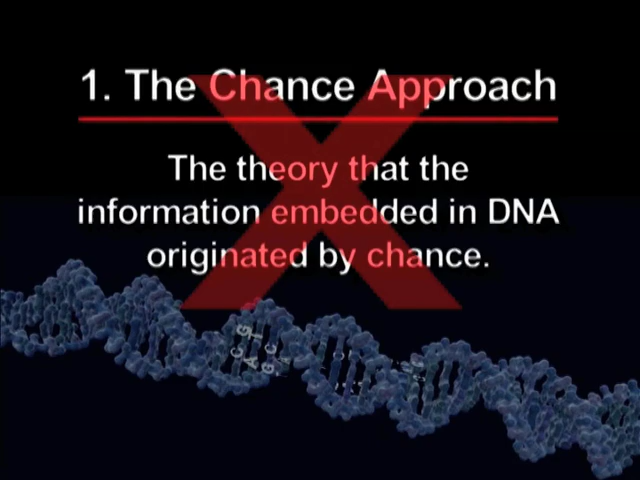 1. The Chance Approach
The theory that the
information embedded in DNA
originated by chance.
G
T
C
A
C
G